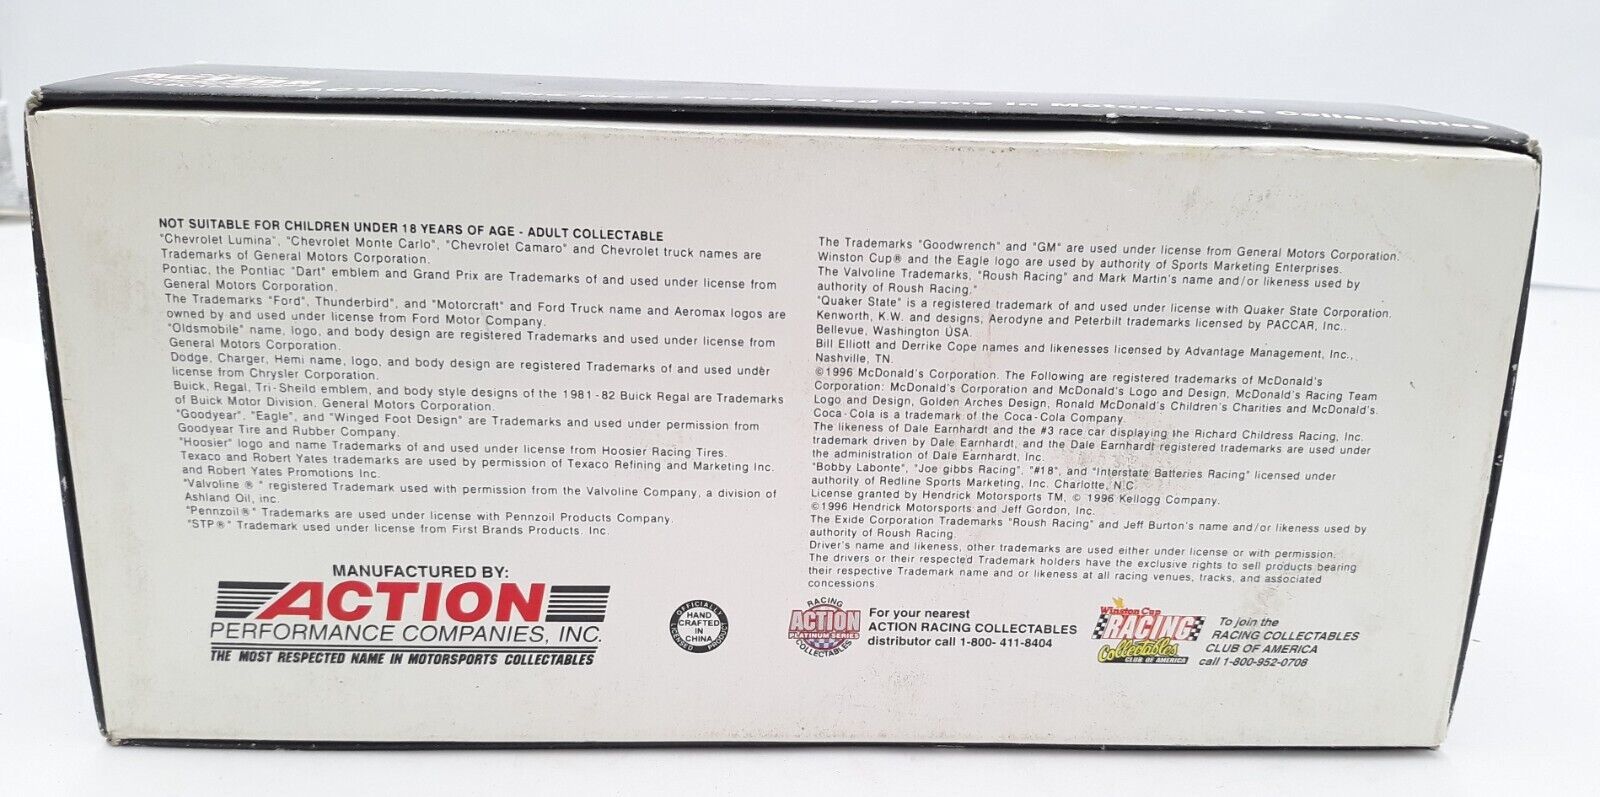 ACTION
ACTION... The Most Respected Name in Motorsports Collectables
NOT SUITABLE FOR CHILDREN UNDER 18 YEARS OF AGE - ADULT COLLECTABLE
"Chevrolet Lumina", "Chevrolet Monte Carlo", "Chevrolet Camaro" and Chevrolet truck names are
Trademarks of General Motors Corporation.
Pontiac, the Pontiac "Dart" emblem and Grand Prix are Trademarks of and used under license from
General Motors Corporation.
The Trademarks "Ford", Thunderbird", and "Motorcraft" and Ford Truck name and Aeromax logos are
owned by and used under license from Ford Motor Company.
"Oldsmobile" name, logo, and body design are registered Trademarks and used under license from
General Motors Corporation.
Dodge, Charger, Hemi name, logo, and body design are registered Trademarks of and used under
license from Chrysler Corporation.
Buick, Regal, Tri-Sheild emblem, and body style designs of the 1981-82 Buick Regal are Trademarks
of Buick Motor Division, General Motors Corporation.
"Goodyear", "Eagle", and "Winged Foot Design" are Trademarks and used under permission from
Goodyear Tire and Rubber Company.
"Hoosier" logo and name Trademarks of and used under license from Hoosier Racing Tires.
Texaco and Robert Yates trademarks are used by permission of Texaco Refining and Marketing Inc.
and Robert Yates Promotions Inc.
"Valvoline ® " registered Trademark used with permission from the Valvoline Company, a division of
Ashland Oil, inc.
"Pennzoil®" Trademarks are used under license with Pennzoil Products Company.
"STP®" Trademark used under license from First Brands Products. Inc.
MANUFACTURED BY:
ACTION
PERFORMANCE COMPANIES, INC.
THE MOST RESPECTED NAME IN MOTORSPORTS COLLECTABLES
OFFICIALLY
HAND
CRAFTED
IN
CHINA
LICENSED PRODUCT
The Trademarks "Goodwrench" and "GM" are used under license from General Motors Corporation.
Winston Cup® and the Eagle logo are used by authority of Sports Marketing Enterprises.
The Valvoline Trademarks, "Roush Racing" and Mark Martin's name and/or likeness used by
authority of Roush Racing."
"Quaker State" is a registered trademark of and used under license with Quaker State Corporation.
Kenworth, K.W. and designs, Aerodyne and Peterbilt trademarks licensed by PACCAR, Inc..
Bellevue, Washington USA.
Bill Elliott and Derrike Cope names and likenesses licensed by Advantage Management, Inc.,
Nashville, TN.
©1996 McDonald's Corporation. The Following are registered trademarks of McDonald's
Corporation: McDonald's Corporation and McDonald's Logo and Design, McDonald's Racing Team
Logo and Design, Golden Arches Design, Ronald McDonald's Children's Charities and McDonald's.
Coca-Cola is a trademark of the Coca-Cola Company.
The likeness of Dale Earnhardt and the #3 race car displaying the Richard Childress Racing, Inc.
trademark driven by Dale Earnhardt, and the Dale Earnhardt registered trademarks are used under
the administration of Dale Earnhardt, Inc.
"Bobby Labonte", "Joe gibbs Racing", "#18", and "Interstate Batteries Racing" licensed under
authority of Redline Sports Marketing, Inc. Charlotte, N.C
License granted by Hendrick Motorsports TM, © 1996 Kellogg Company.
©1996 Hendrick Motorsports and Jeff Gordon, Inc.
The Exide Corporation Trademarks "Roush Racing" and Jeff Burton's name and/or likeness used by
authority of Roush Racing.
Driver's name and likeness, other trademarks are used either under license or with permission.
The drivers or their respected Trademark holders have the exclusive rights to sell products bearing
their respective Trademark name and or likeness at all racing venues, tracks, and associated
concessions.
RACING
ACTION
PLATINUM SERIES
COLLECTABLES
For your nearest
ACTION RACING COLLECTABLES
distributor call 1-800- 411-8404
Winston Cup
RACING
Collectables
CLUB OF AMERICA
To join the
RACING COLLECTABLES
CLUB OF AMERICA
call 1-800-952-0708